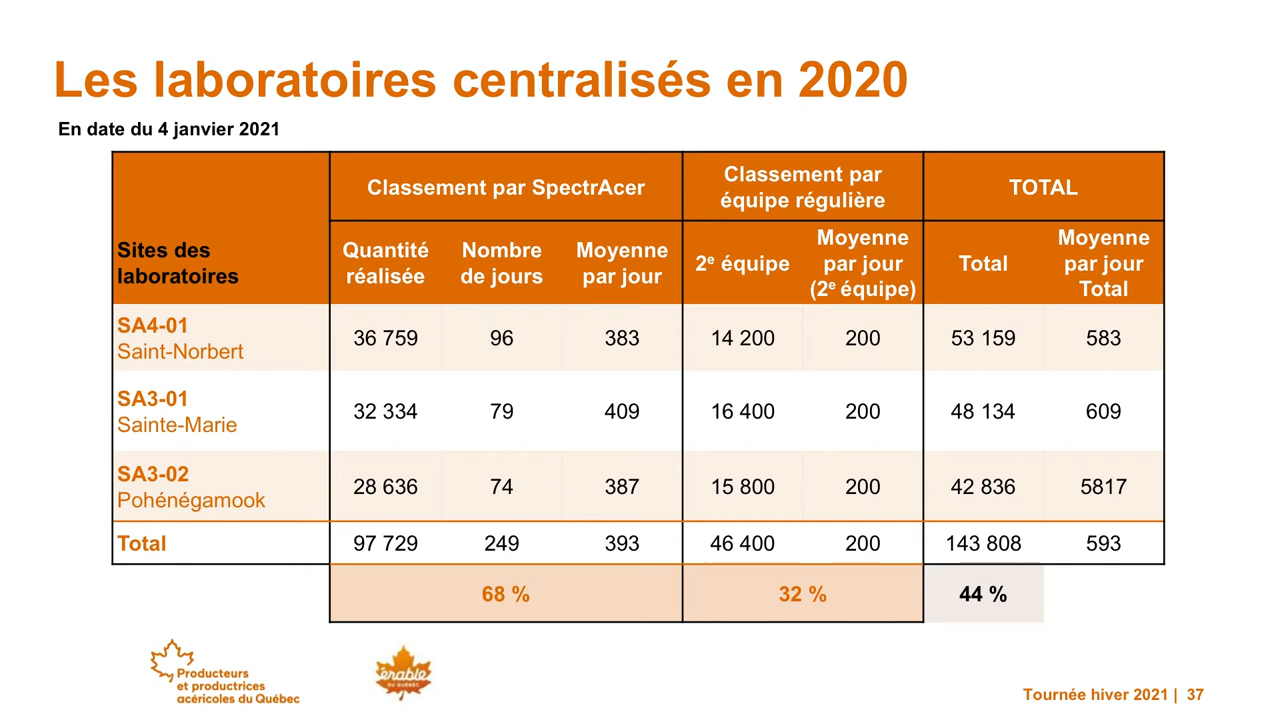 Les laboratoires centralisés en 2020
En date du 4 janvier 2021
Sites des
laboratoires
Classement par SpectrAcer
Classement par
équipe régulière
TOTAL
Quantité
réalisée
Nombre
de jours
Moyenne
par jour
2e équipe
Moyenne
par jour
(2e équipe)
Total
Moyenne
par jour
Total
SA4-01
Saint-Norbert
36 759 96 383 14 200 200 53 159 583
SA3-01
Sainte-Marie
32 334 79 409 16 400 200 48 134 609
SA3-02
Pohénégamook
28 636 74 387 15 800 200 42 836 5817
Total 97 729 249 393 46 400 200 143 808 593
68 % 32 % 44 %
Producteurs
et productrices
acéricoles du Québec
érable
DU QUÉBEC
Tournée hiver 2021 | 37